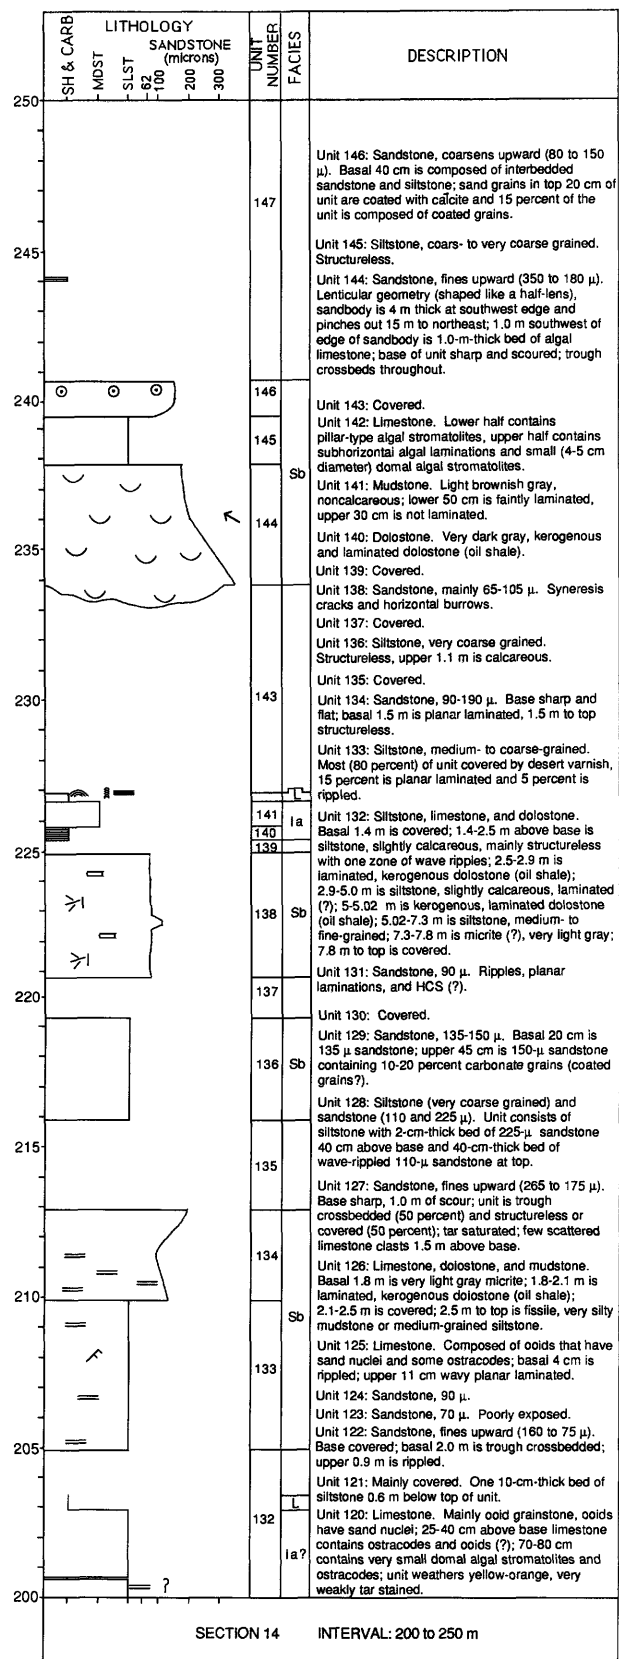 LITHOLOGY
SH & CARB
MDST
SLST
SANDSTONE
(microns)
62
100
200
300
UNIT NUMBER
FACIES
DESCRIPTION
250
245
240
235
230
225
220
215
210
205
200
147
146
145
144
143
141
140
139
138
137
136
135
134
133
132
Sb
L
Ia
Sb
Sb
Sb
L
Ia?
?
Unit 146: Sandstone, coarsens upward (80 to 150
μ). Basal 40 cm is composed of interbedded
sandstone and siltstone; sand grains in top 20 cm of
unit are coated with calcite and 15 percent of the
unit is composed of coated grains.
Unit 145: Siltstone, coars- to very coarse grained.
Structureless.
Unit 144: Sandstone, fines upward (350 to 180 μ).
Lenticular geometry (shaped like a half-lens),
sandbody is 4 m thick at southwest edge and
pinches out 15 m to northeast; 1.0 m southwest of
edge of sandbody is 1.0-m-thick bed of algal
limestone; base of unit sharp and scoured; trough
crossbeds throughout.
Unit 143: Covered.
Unit 142: Limestone. Lower half contains
pillar-type algal stromatolites, upper half contains
subhorizontal algal laminations and small (4-5 cm
diameter) domal algal stromatolites.
Unit 141: Mudstone. Light brownish gray,
noncalcareous; lower 50 cm is faintly laminated,
upper 30 cm is not laminated.
Unit 140: Dolostone. Very dark gray, kerogenous
and laminated dolostone (oil shale).
Unit 139: Covered.
Unit 138: Sandstone, mainly 65-105 μ. Syneresis
cracks and horizontal burrows.
Unit 137: Covered.
Unit 136: Siltstone, very coarse grained.
Structureless, upper 1.1 m is calcareous.
Unit 135: Covered.
Unit 134: Sandstone, 90-190 μ. Base sharp and
flat; basal 1.5 m is planar laminated, 1.5 m to top
structureless.
Unit 133: Siltstone, medium- to coarse-grained.
Most (80 percent) of unit covered by desert varnish,
15 percent is planar laminated and 5 percent is
rippled.
Unit 132: Siltstone, limestone, and dolostone.
Basal 1.4 m is covered; 1.4-2.5 m above base is
siltstone, slightly calcareous, mainly structureless
with one zone of wave ripples; 2.5-2.9 m is
laminated, kerogenous dolostone (oil shale);
2.9-5.0 m is siltstone, slightly calcareous, laminated
(?); 5-5.02 m is kerogenous, laminated dolostone
(oil shale); 5.02-7.3 m is siltstone, medium- to
fine-grained; 7.3-7.8 m is micrite (?), very light gray;
7.8 m to top is covered.
Unit 131: Sandstone, 90 μ. Ripples, planar
laminations, and HCS (?).
Unit 130: Covered.
Unit 129: Sandstone, 135-150 μ. Basal 20 cm is
135 μ sandstone; upper 45 cm is 150-μ sandstone
containing 10-20 percent carbonate grains (coated
grains?).
Unit 128: Siltstone (very coarse grained) and
sandstone (110 and 225 μ). Unit consists of
siltstone with 2-cm-thick bed of 225-μ sandstone
40 cm above base and 40-cm-thick bed of
wave-rippled 110-μ sandstone at top.
Unit 127: Sandstone, fines upward (265 to 175 μ).
Base sharp, 1.0 m of scour; unit is trough
crossbedded (50 percent) and structureless or
covered (50 percent); tar saturated; few scattered
limestone clasts 1.5 m above base.
Unit 126: Limestone, dolostone, and mudstone.
Basal 1.8 m is very light gray micrite; 1.8-2.1 m is
laminated, kerogenous dolostone (oil shale);
2.1-2.5 m is covered; 2.5 m to top is fissile, very silty
mudstone or medium-grained siltstone.
Unit 125: Limestone. Composed of ooids that have
sand nuclei and some ostracodes; basal 4 cm is
rippled; upper 11 cm wavy planar laminated.
Unit 124: Sandstone, 90 μ.
Unit 123: Sandstone, 70 μ. Poorly exposed.
Unit 122: Sandstone, fines upward (160 to 75 μ).
Base covered; basal 2.0 m is trough crossbedded;
upper 0.9 m is rippled.
Unit 121: Mainly covered. One 10-cm-thick bed of
siltstone 0.6 m below top of unit.
Unit 120: Limestone. Mainly ooid grainstone, ooids
have sand nuclei; 25-40 cm above base limestone
contains ostracodes and ooids (?); 70-80 cm
contains very small domal algal stromatolites and
ostracodes; unit weathers yellow-orange, very
weakly tar stained.
SECTION 14 INTERVAL: 200 to 250 m